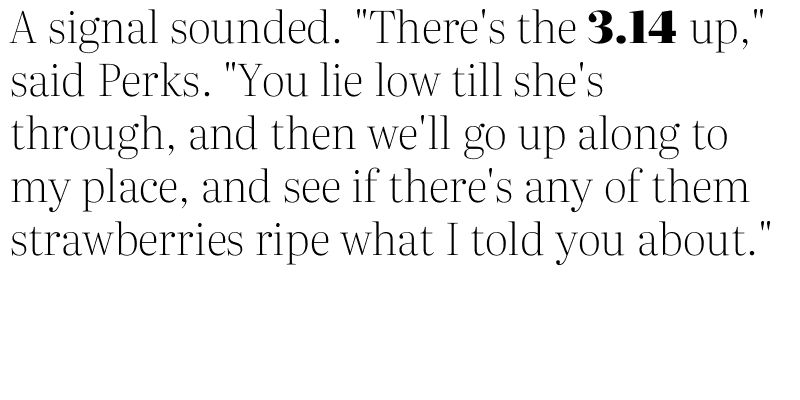 A signal sounded. "There's the 3.14 up,"
said Perks. "You lie low till she's
through, and then we'll go up along to
my place, and see if there's any of them
strawberries ripe what I told you about."